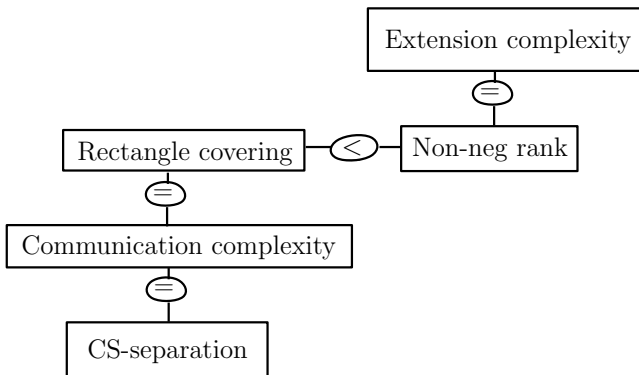 Extension complexity
=
Rectangle covering < Non-neg rank
=
Communication complexity
=
CS-separation